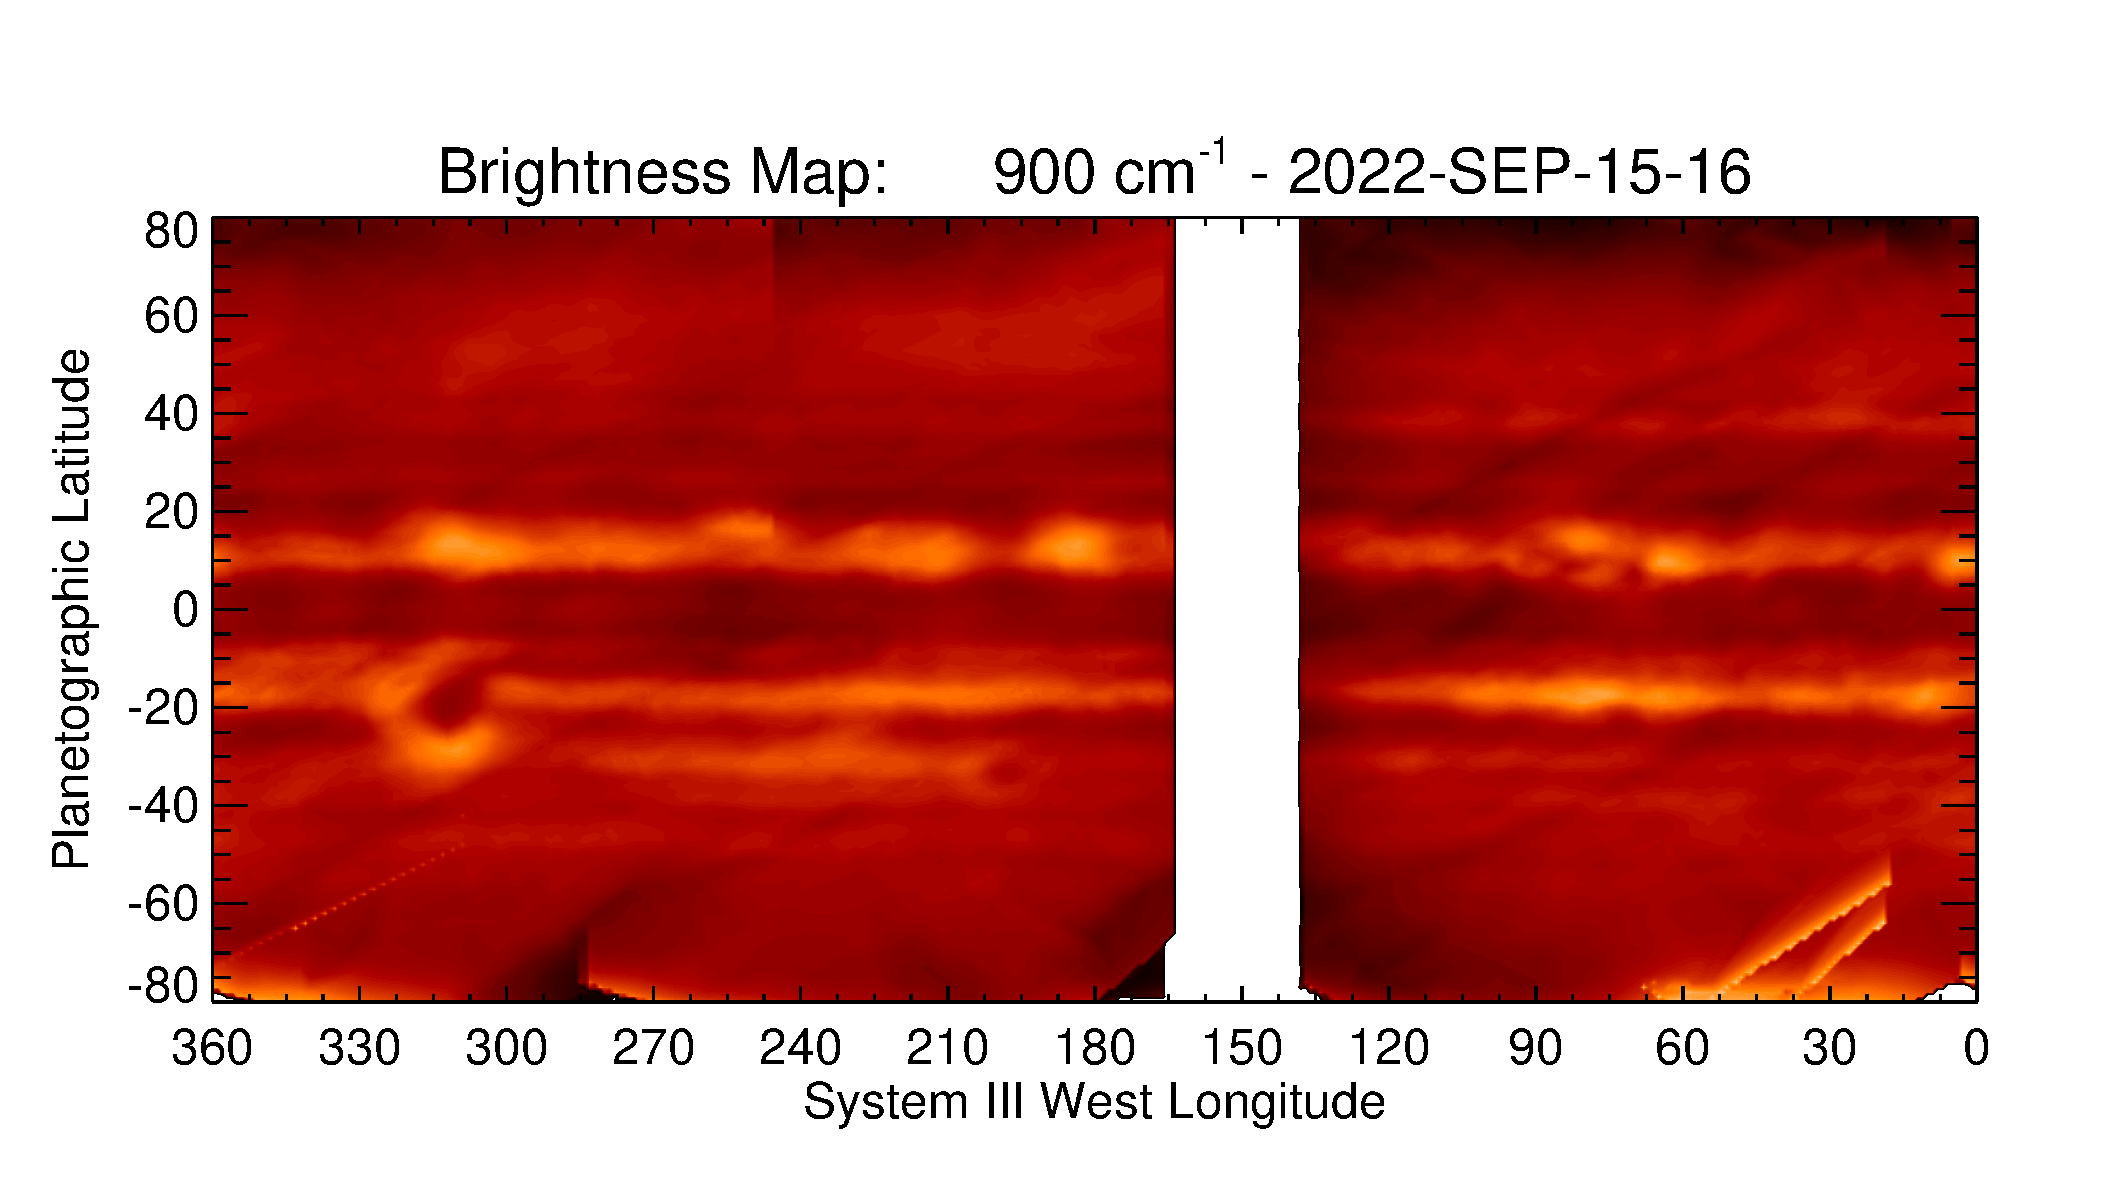 Brightness Map: 900 cm⁻¹ - 2022-SEP-15-16
Planetographic Latitude
80
60
40
20
0
-20
-40
-60
-80
360 330 300 270 240 210 180 150 120 90 60 30 0
System III West Longitude